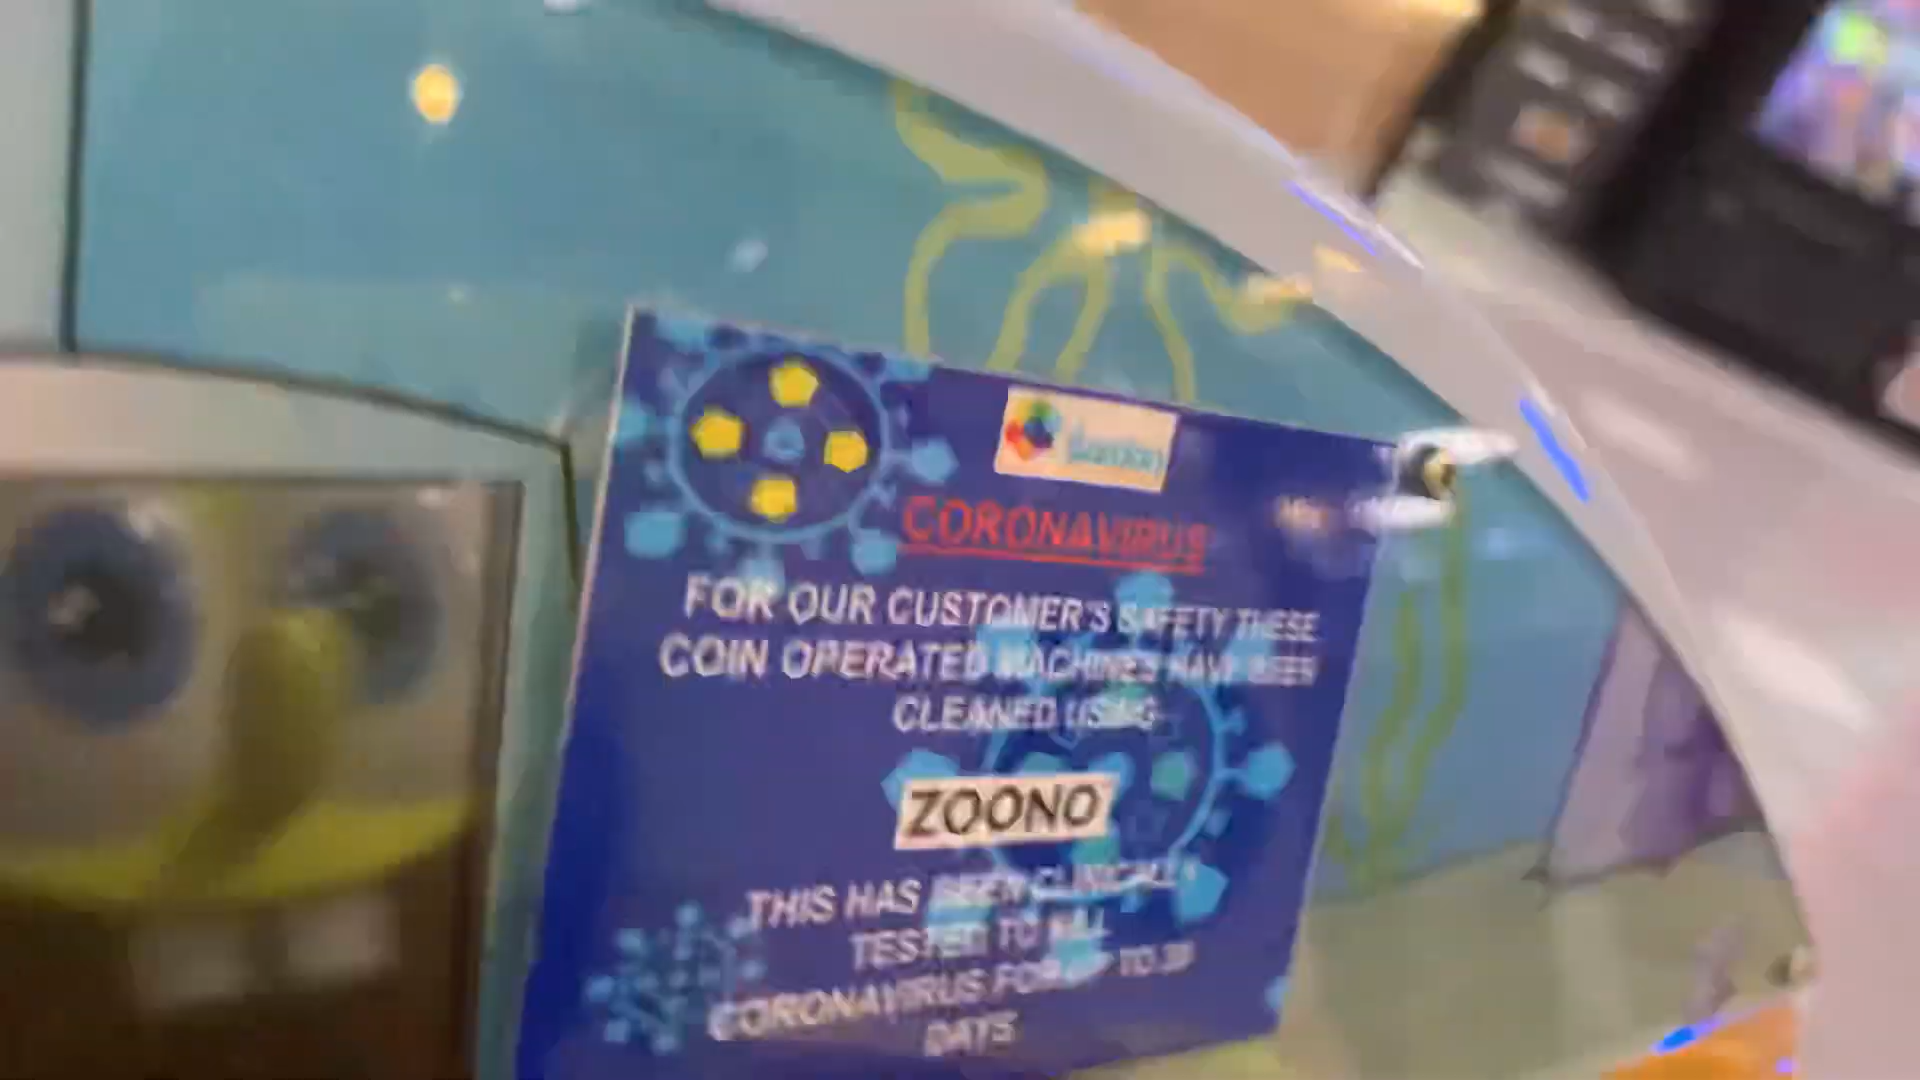 CORONAVIRUS
FOR OUR CUSTOMER'S SAFETY THESE
COIN OPERATED MACHINES HAVE BEEN
CLEANED USING
ZOONO
THIS HAS BEEN CLINICALLY
TESTED TO KILL
CORONAVIRUS FOR UP TO
DAYS